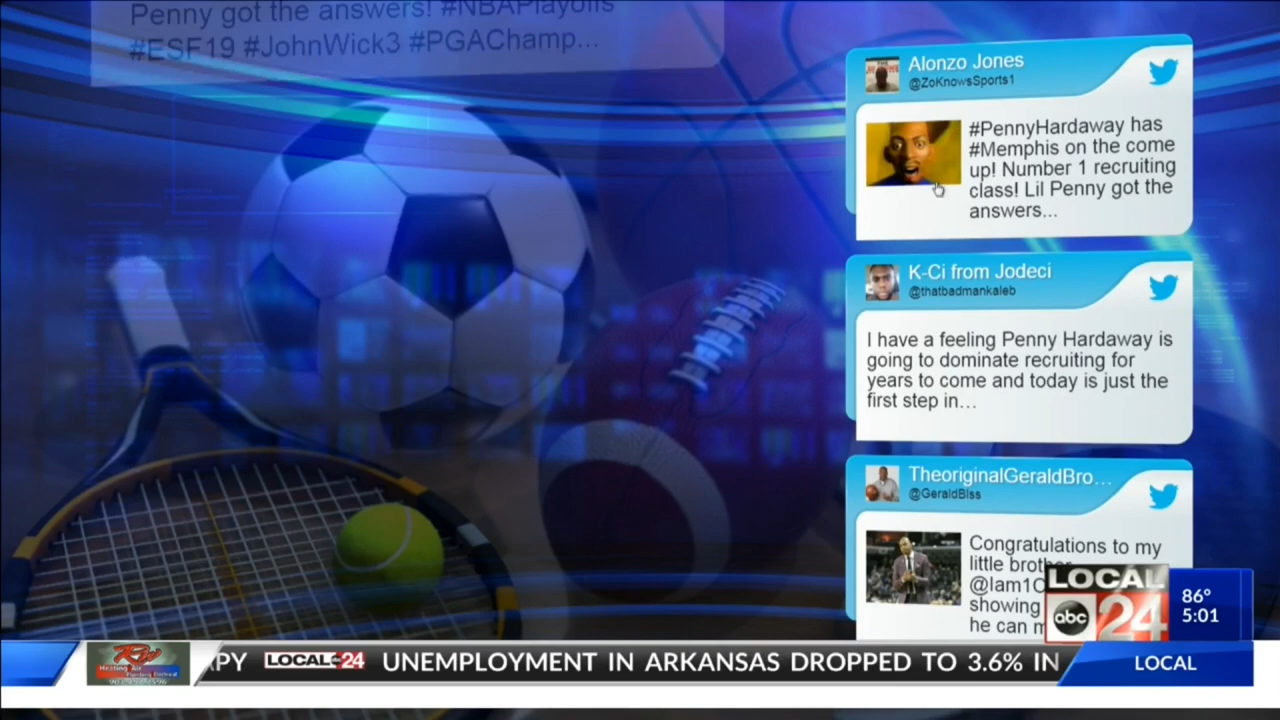 Penny got the answers! #NBAPlayoffs
#ESF19 #JohnWick3 #PGAChamp...
Alonzo Jones
@ZoKnowsSports1
#PennyHardaway has
#Memphis on the come
up! Number 1 recruiting
class! Lil Penny got the
answers...
K-Ci from Jodeci
@thatbadmankaleb
I have a feeling Penny Hardaway is
going to dominate recruiting for
years to come and today is just the
first step in...
TheoriginalGeraldBro...
@GeraldBlss
Congratulations to my
little brother
showing
he can
LOCAL
abc 24
86°
5:01
Heating Air
LOCAL abc 24 UNEMPLOYMENT IN ARKANSAS DROPPED TO 3.6% IN
LOCAL